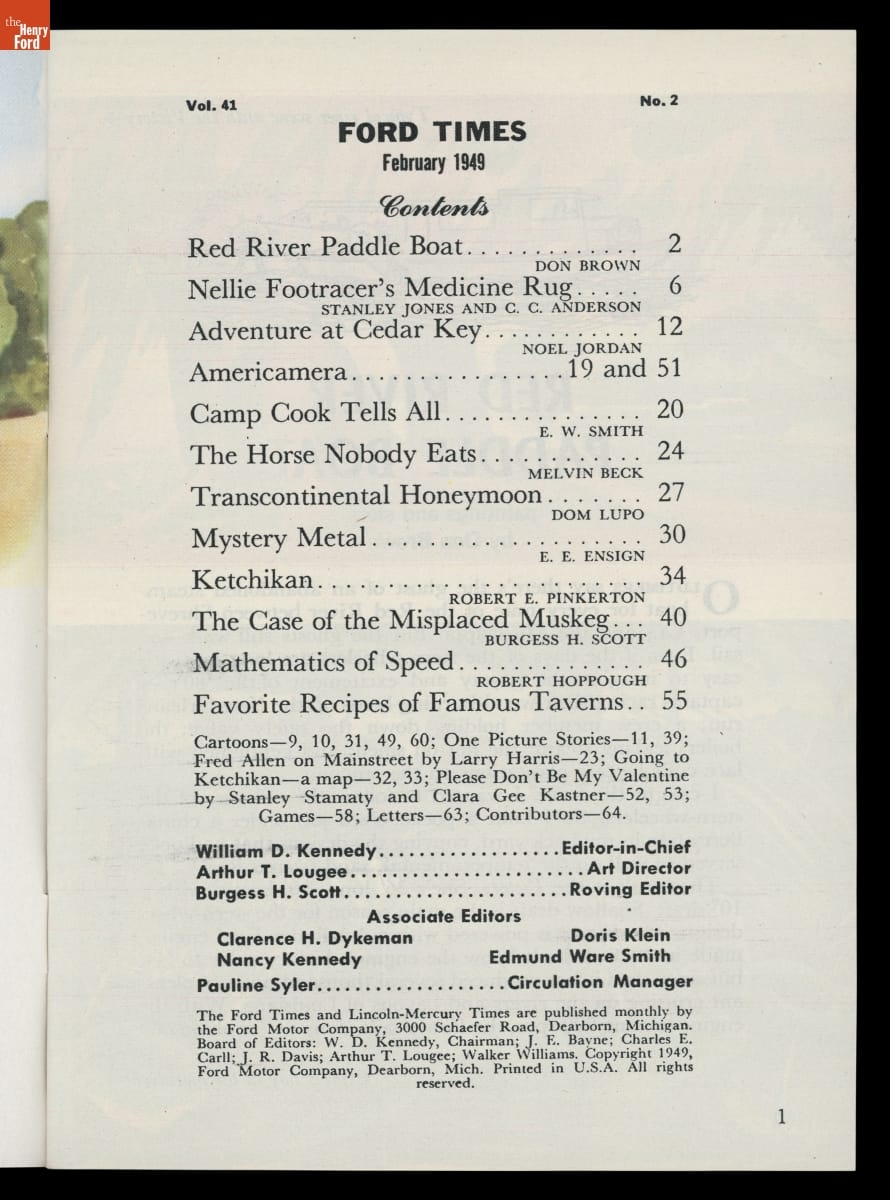 the
Henry
Ford
Vol. 41 No. 2
FORD TIMES
February 1949
Contents
Red River Paddle Boat............. 2
DON BROWN
Nellie Footracer's Medicine Rug..... 6
STANLEY JONES AND C. C. ANDERSON
Adventure at Cedar Key............ 12
NOEL JORDAN
Americamera................19 and 51
Camp Cook Tells All............... 20
E. W. SMITH
The Horse Nobody Eats............ 24
MELVIN BECK
Transcontinental Honeymoon....... 27
DOM LUPO
Mystery Metal................... 30
E. E. ENSIGN
Ketchikan....................... 34
ROBERT E. PINKERTON
The Case of the Misplaced Muskeg... 40
BURGESS H. SCOTT
Mathematics of Speed.............. 46
ROBERT HOPPOUGH
Favorite Recipes of Famous Taverns.. 55
Cartoons—9, 10, 31, 49, 60; One Picture Stories—11, 39;
Fred Allen on Mainstreet by Larry Harris—23; Going to
Ketchikan—a map—32, 33; Please Don't Be My Valentine
by Stanley Stamaty and Clara Gee Kastner—52, 53;
Games—58; Letters—63; Contributors—64.
William D. Kennedy..................Editor-in-Chief
Arthur T. Lougee.......................Art Director
Burgess H. Scott......................Roving Editor
Associate Editors
Clarence H. Dykeman Doris Klein
Nancy Kennedy Edmund Ware Smith
Pauline Syler...................Circulation Manager
The Ford Times and Lincoln-Mercury Times are published monthly by
the Ford Motor Company, 3000 Schaefer Road, Dearborn, Michigan.
Board of Editors: W. D. Kennedy, Chairman; J. E. Bayne; Charles E.
Carll; J. R. Davis; Arthur T. Lougee; Walker Williams. Copyright 1949,
Ford Motor Company, Dearborn, Mich. Printed in U.S.A. All rights
reserved.
1